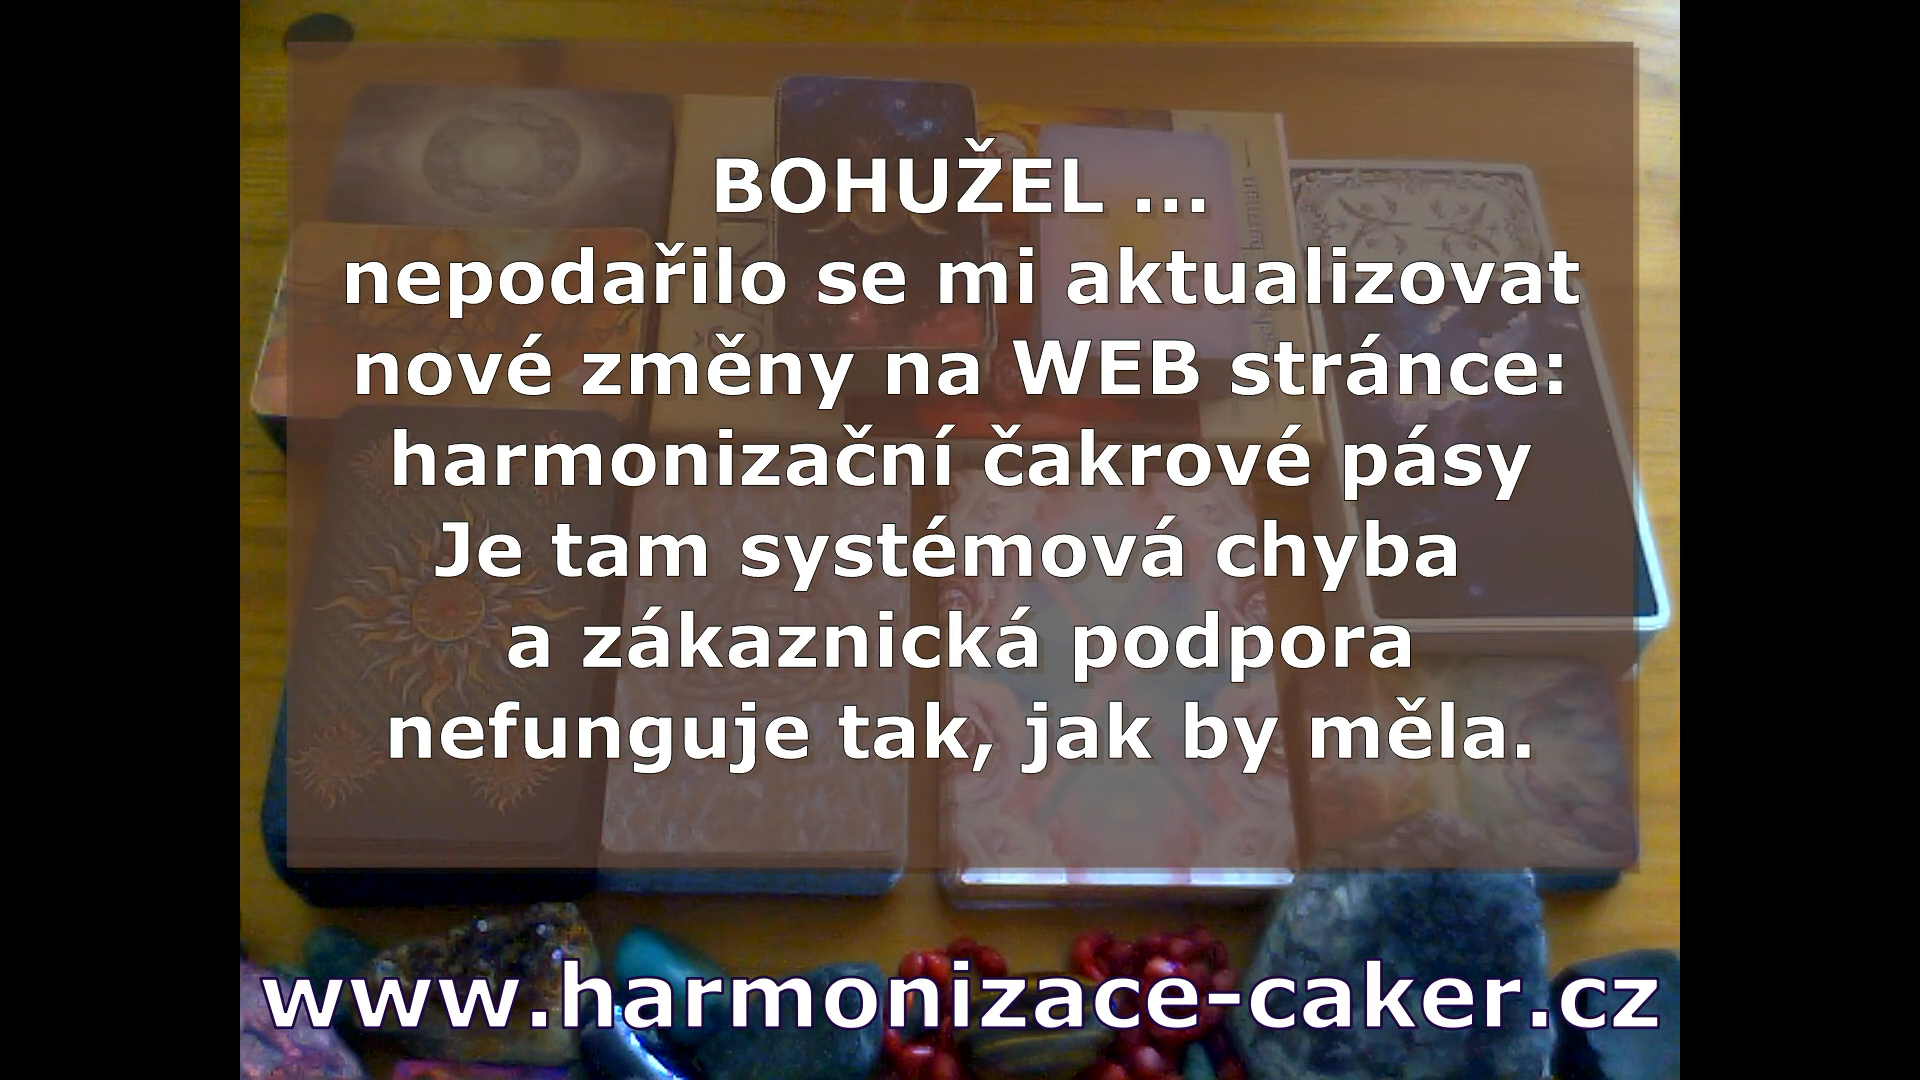 BOHUŽEL ...
nepodařilo se mi aktualizovat
nové změny na WEB stránce:
harmonizační čakrové pásy
Je tam systémová chyba
a zákaznická podpora
nefunguje tak, jak by měla.
www.harmonizace-caker.cz